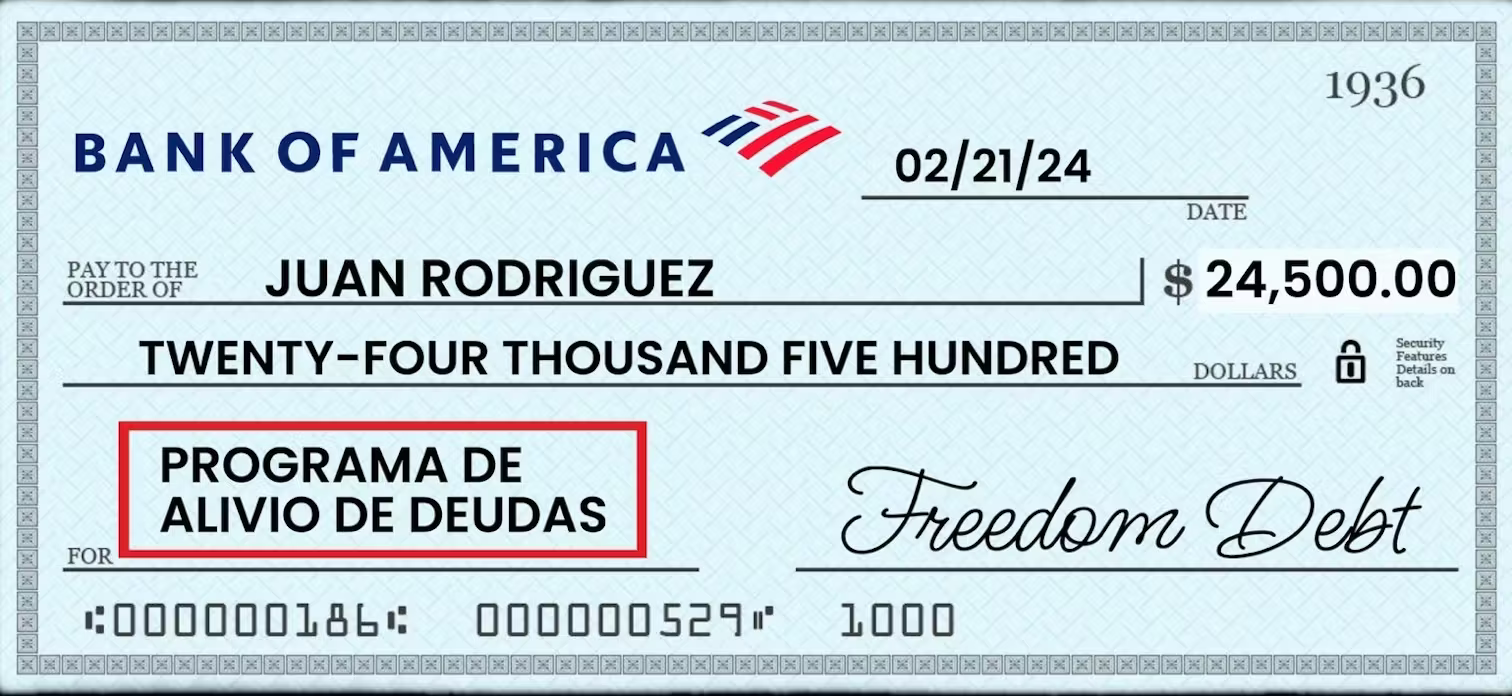 1936
BANK OF AMERICA
02/21/24
DATE
PAY TO THE
ORDER OF
JUAN RODRIGUEZ
$ 24,500.00
TWENTY-FOUR THOUSAND FIVE HUNDRED
DOLLARS
Security
Features
Details on
back
PROGRAMA DE
ALIVIO DE DEUDAS
FOR
Freedom Debt
⑆000000186⑆ 000000529⑈ 1000